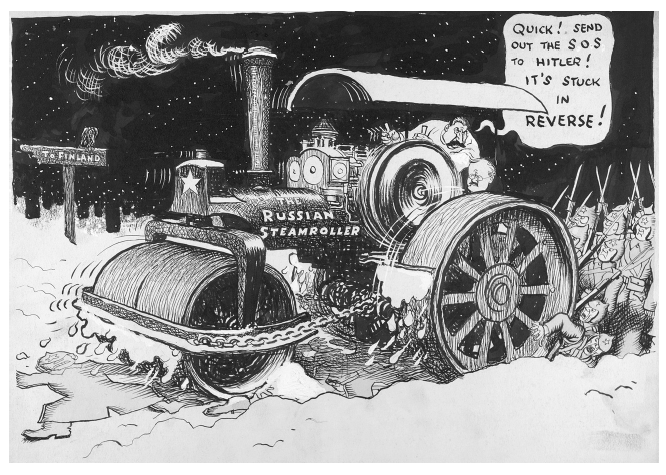 QUICK! SEND
OUT THE SOS
TO HITLER!
IT'S STUCK
IN
REVERSE!
TO FINLAND
THE
RUSSIAN
STEAMROLLER